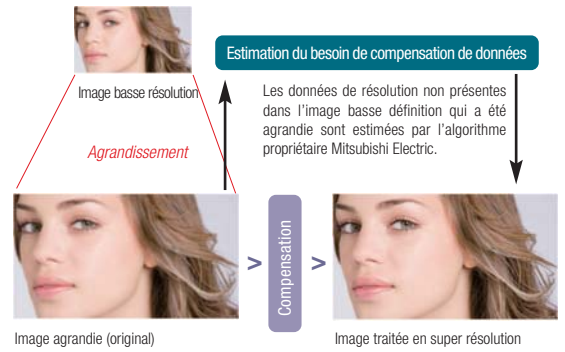 Estimation du besoin de compensation de données
Image basse résolution
Les données de résolution non présentes
dans l'image basse définition qui a été
agrandie sont estimées par l'algorithme
propriétaire Mitsubishi Electric.
Agrandissement
>
Compensation
>
Image agrandie (original)
Image traitée en super résolution